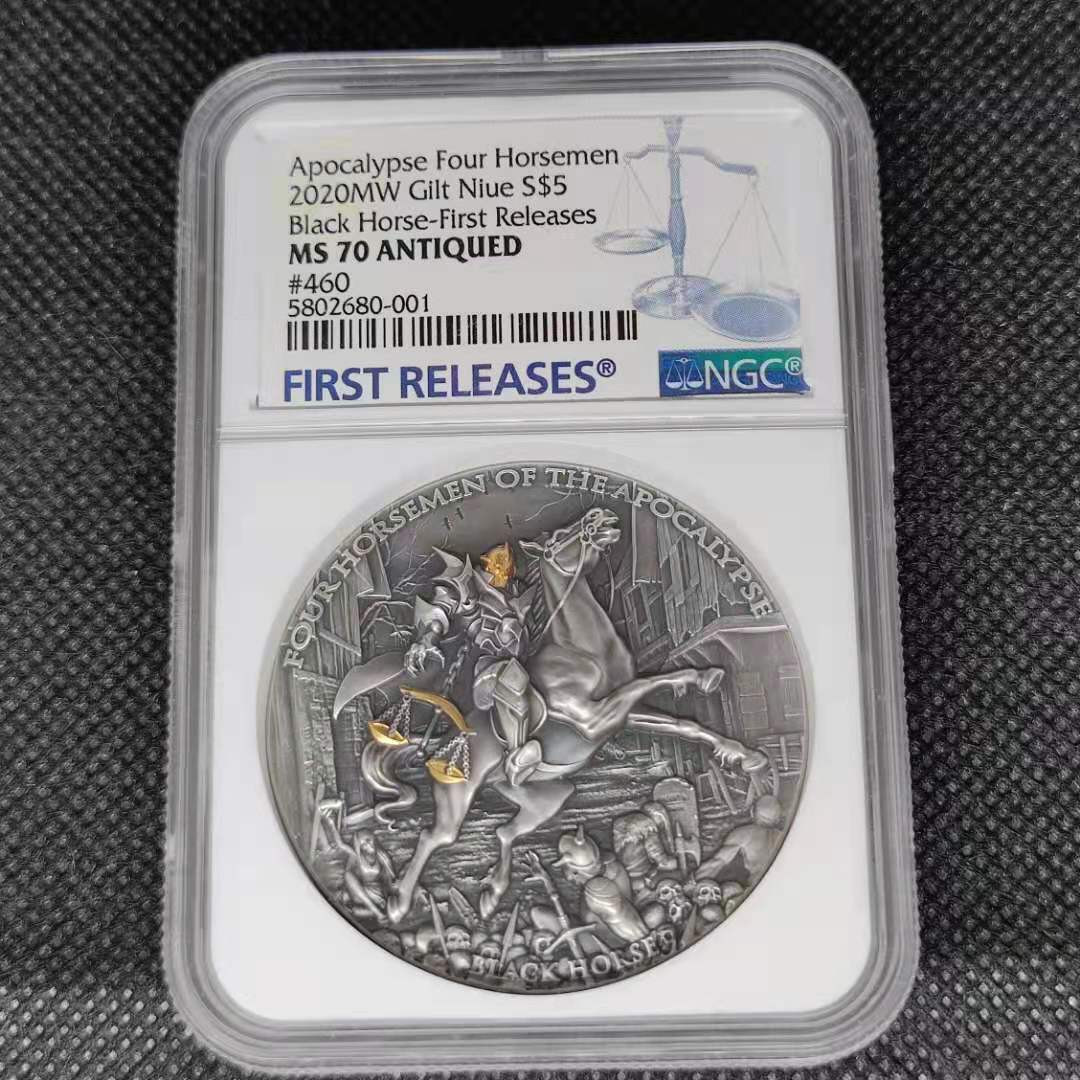 Apocalypse Four Horsemen
2020MW Gilt Niue S$5
Black Horse-First Releases
MS 70 ANTIQUED
#460
5802680-001
FIRST RELEASES®
NGC®
FOUR HORSEMEN OF THE APOCALYPSE
BLACK HORSE